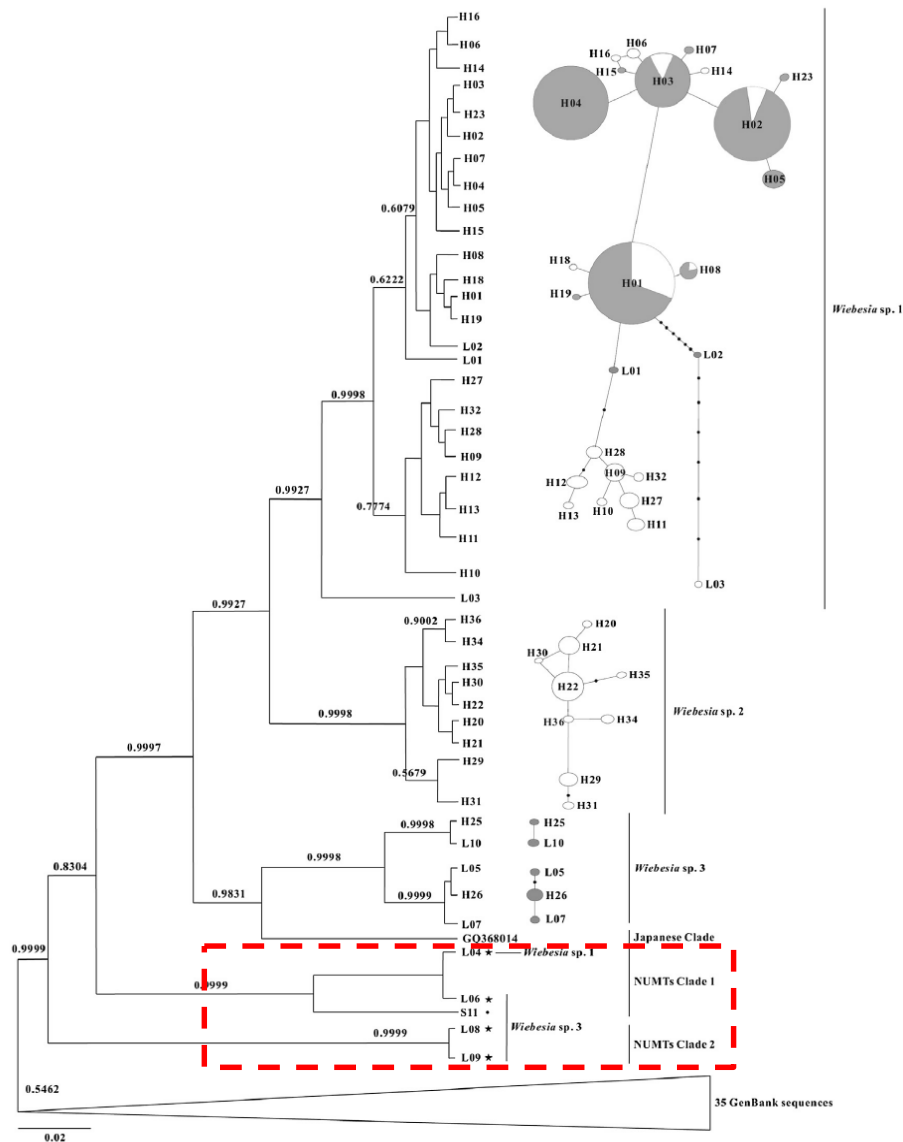 H16
H06
H14
H03
H23
H02
H07
H04
H05
H15
0.6079
H08
H18
H01
H19
L02
L01
0.6222
H27
H32
H28
H09
H12
H13
H11
H10
0.7774
0.9998
L03
0.9927
0.9927
H36
H34
0.9002
H35
H30
H22
H20
H21
H29
H31
0.5679
0.9998
0.9997
H25
L10
0.9998
L05
H26
L07
0.9999
0.9998
GQ368014
0.9831
0.8304
L04 ★
L06 ★
S11
0.9999
L08 ★
L09 ★
0.9999
0.9999
0.5462
0.02
H16
H06
H07
H15
H03
H14
H04
H23
H02
H05
H18
H01
H08
H19
L02
L01
H28
H12
H09
H32
H13
H10
H27
H11
L03
Wiebesia sp. 1
H20
H21
H30
H22
H35
H36
H34
H29
H31
Wiebesia sp. 2
H25
L10
L05
H26
L07
Wiebesia sp. 3
Japanese Clade
Wiebesia sp. 1
NUMTs Clade 1
Wiebesia sp. 3
NUMTs Clade 2
35 GenBank sequences